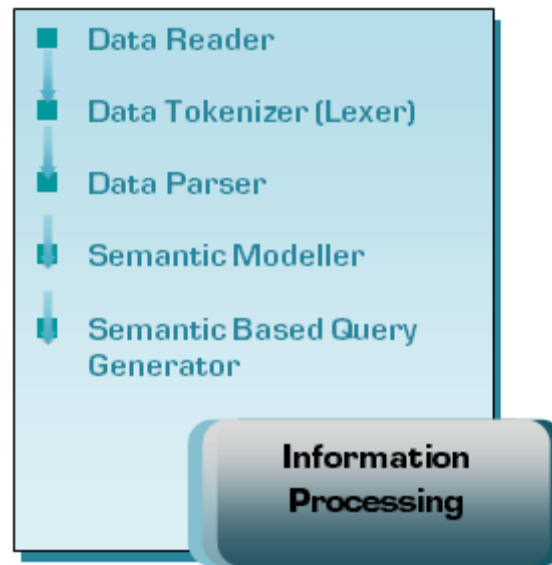 Data Reader
Data Tokenizer (Lexer)
Data Parser
Semantic Modeller
Semantic Based Query
Generator
Information
Processing